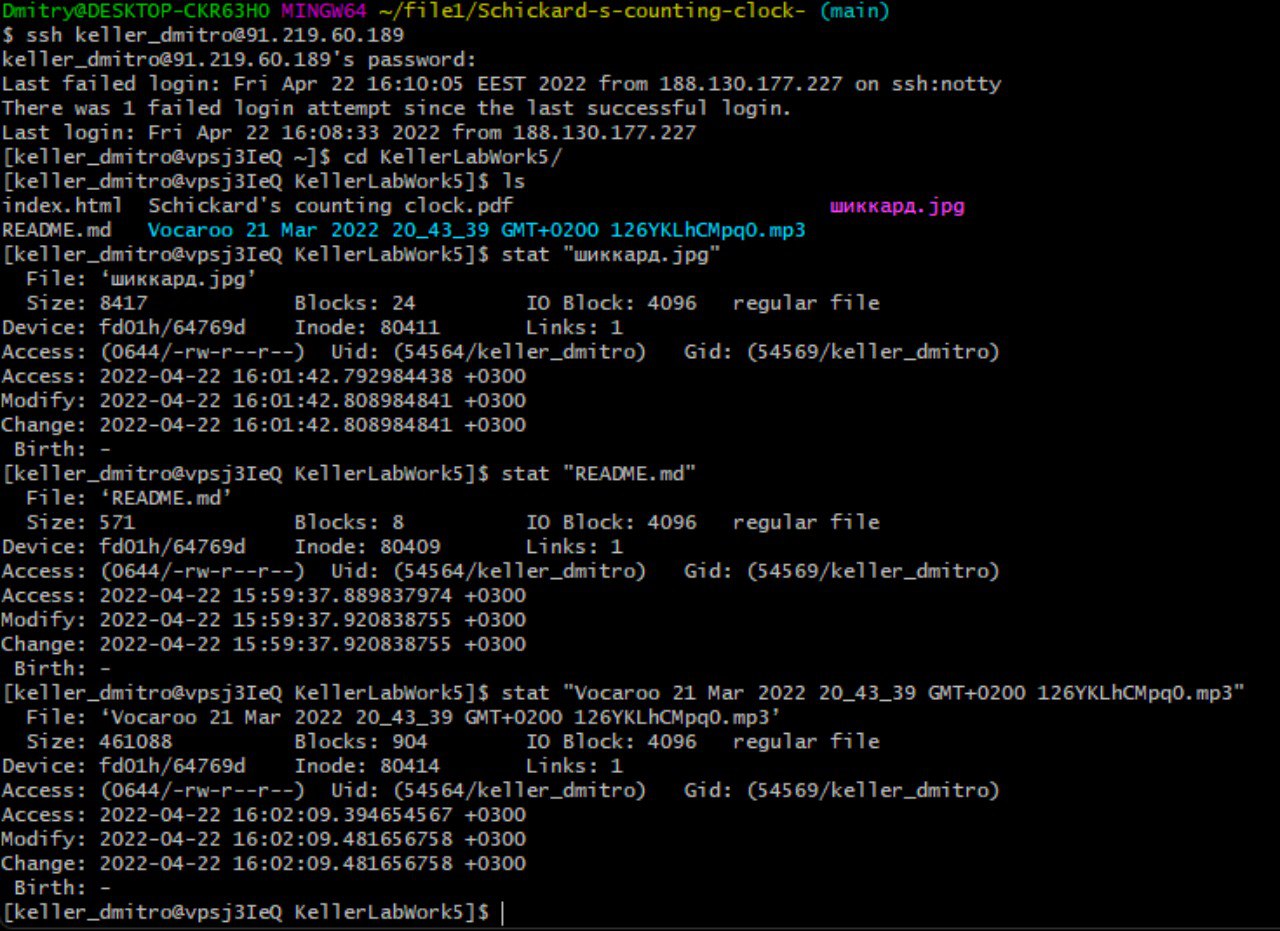 Dmitry@DESKTOP-CKR63HO MINGW64 ~/file1/Schickard-s-counting-clock- (main)
$ ssh keller_dmitro@91.219.60.189
keller_dmitro@91.219.60.189's password:
Last failed login: Fri Apr 22 16:10:05 EEST 2022 from 188.130.177.227 on ssh:notty
There was 1 failed login attempt since the last successful login.
Last login: Fri Apr 22 16:08:33 2022 from 188.130.177.227
[keller_dmitro@vpsj3IeQ ~]$ cd KellerLabWork5/
[keller_dmitro@vpsj3IeQ KellerLabWork5]$ ls
index.html  Schickard's counting clock.pdf                          шиккард.jpg
README.md   Vocaroo 21 Mar 2022 20_43_39 GMT+0200 126YKLhCMpq0.mp3
[keller_dmitro@vpsj3IeQ KellerLabWork5]$ stat "шиккард.jpg"
  File: ‘шиккард.jpg’
  Size: 8417            Blocks: 24         IO Block: 4096   regular file
Device: fd01h/64769d    Inode: 80411       Links: 1
Access: (0644/-rw-r--r--)  Uid: (54564/keller_dmitro)   Gid: (54569/keller_dmitro)
Access: 2022-04-22 16:01:42.792984438 +0300
Modify: 2022-04-22 16:01:42.808984841 +0300
Change: 2022-04-22 16:01:42.808984841 +0300
 Birth: -
[keller_dmitro@vpsj3IeQ KellerLabWork5]$ stat "README.md"
  File: ‘README.md’
  Size: 571             Blocks: 8          IO Block: 4096   regular file
Device: fd01h/64769d    Inode: 80409       Links: 1
Access: (0644/-rw-r--r--)  Uid: (54564/keller_dmitro)   Gid: (54569/keller_dmitro)
Access: 2022-04-22 15:59:37.889837974 +0300
Modify: 2022-04-22 15:59:37.920838755 +0300
Change: 2022-04-22 15:59:37.920838755 +0300
 Birth: -
[keller_dmitro@vpsj3IeQ KellerLabWork5]$ stat "Vocaroo 21 Mar 2022 20_43_39 GMT+0200 126YKLhCMpq0.mp3"
  File: ‘Vocaroo 21 Mar 2022 20_43_39 GMT+0200 126YKLhCMpq0.mp3’
  Size: 461088          Blocks: 904        IO Block: 4096   regular file
Device: fd01h/64769d    Inode: 80414       Links: 1
Access: (0644/-rw-r--r--)  Uid: (54564/keller_dmitro)   Gid: (54569/keller_dmitro)
Access: 2022-04-22 16:02:09.394654567 +0300
Modify: 2022-04-22 16:02:09.481656758 +0300
Change: 2022-04-22 16:02:09.481656758 +0300
 Birth: -
[keller_dmitro@vpsj3IeQ KellerLabWork5]$